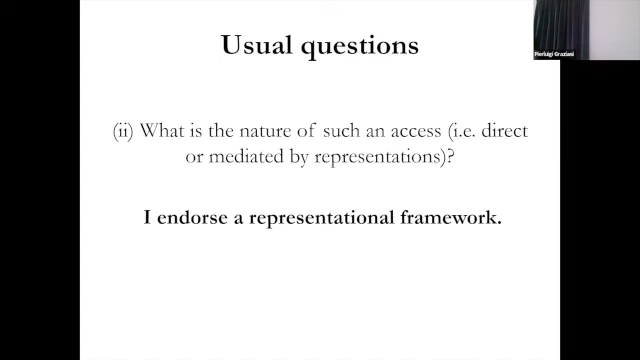 Usual questions
Pierluigi Graziani
(ii) What is the nature of such an access (i.e. direct
or mediated by representations)?
I endorse a representational framework.